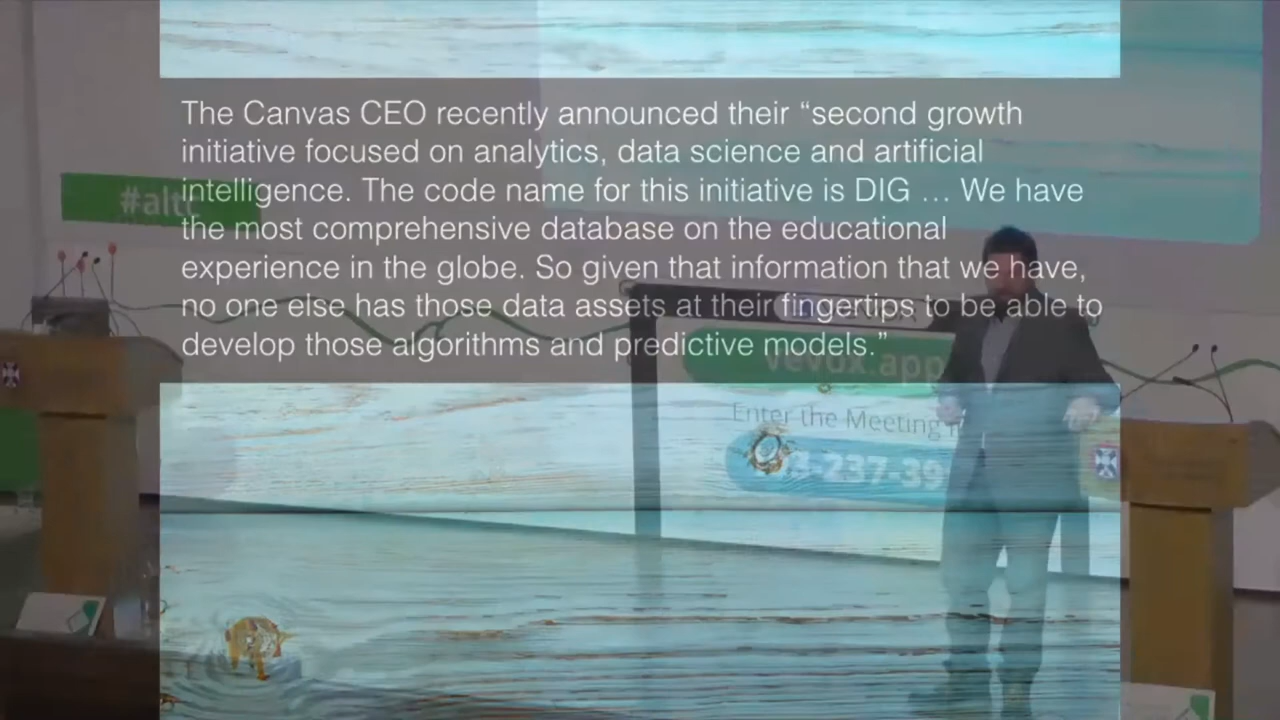 The Canvas CEO recently announced their “second growth
initiative focused on analytics, data science and artificial
intelligence. The code name for this initiative is DIG … We have
the most comprehensive database on the educational
experience in the globe. So given that information that we have,
no one else has those data assets at their fingertips to be able to
develop those algorithms and predictive models.”
#altc
vevox.app
Enter the Meeting
-237-39